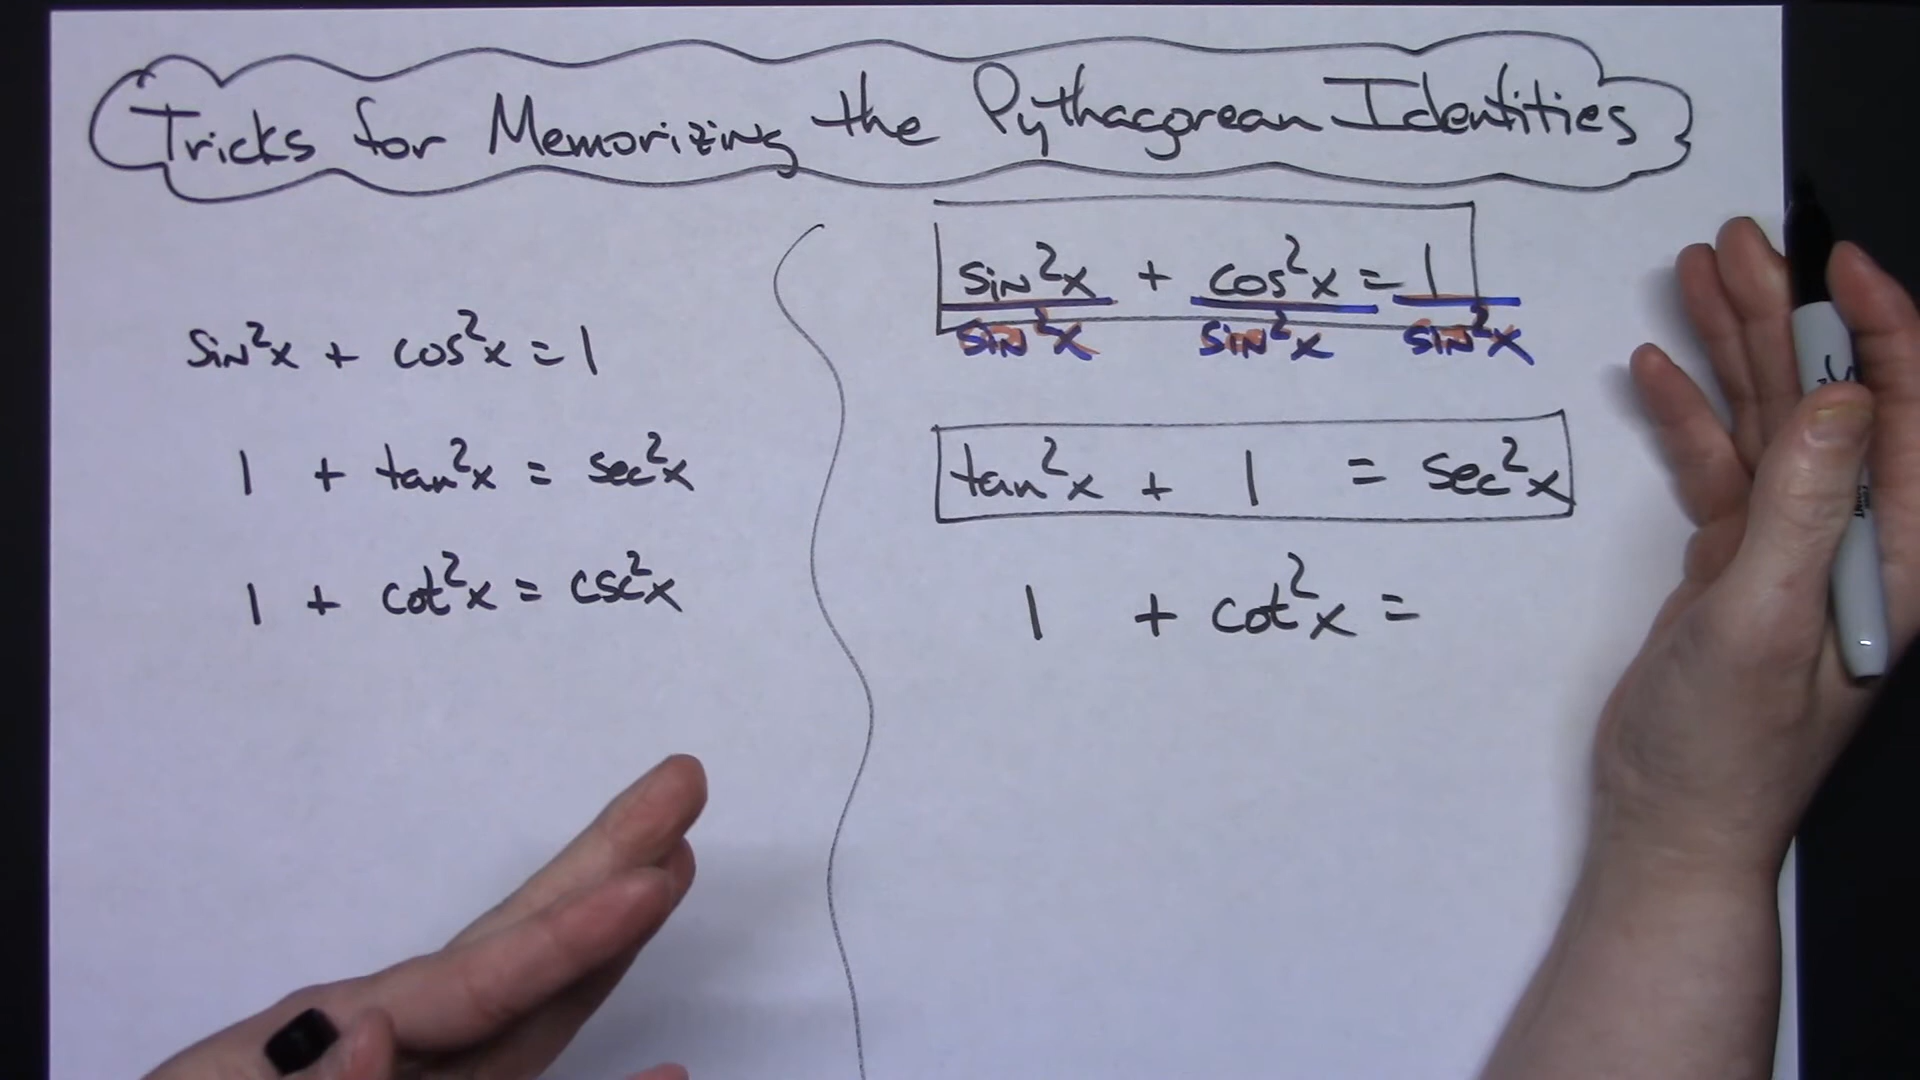 Tricks for Memorizing the Pythagorean Identities
sin²x + cos²x = 1
1 + tan²x = sec²x
1 + cot²x = csc²x
sin²x + cos²x = 1
sin²x sin²x sin²x
tan²x + 1 = sec²x
1 + cot²x =